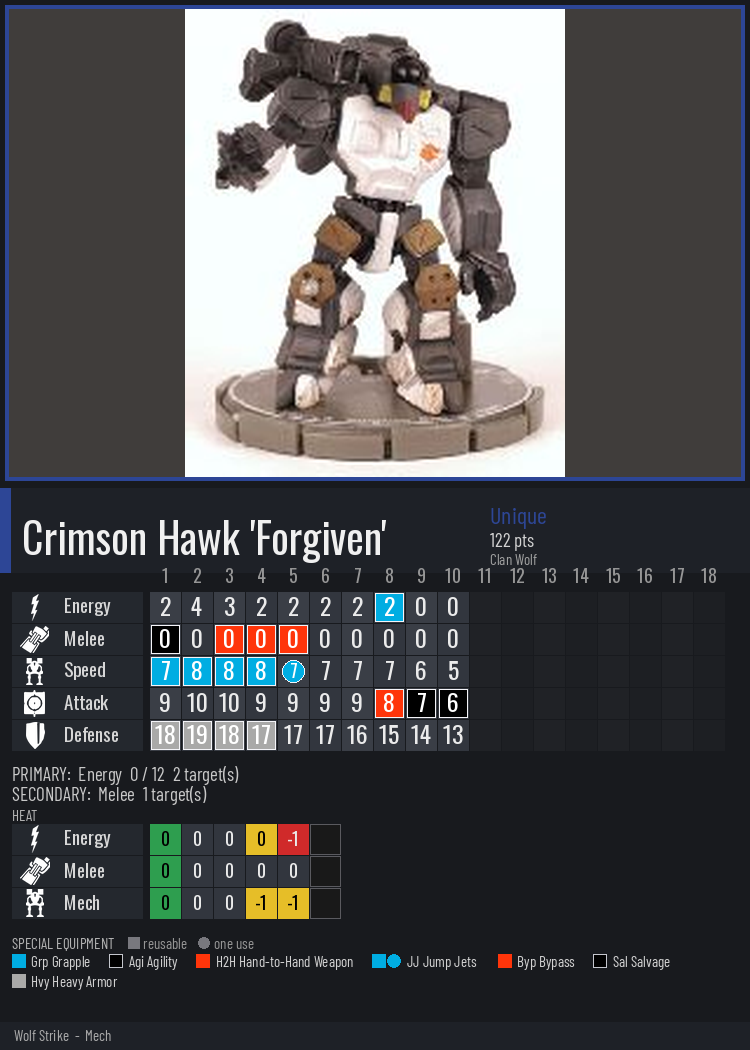 Crimson Hawk 'Forgiven'
Unique
122 pts
Clan Wolf
1 2 3 4 5 6 7 8 9 10 11 12 13 14 15 16 17 18
Energy 2 4 3 2 2 2 2 2 0 0
Melee 0 0 0 0 0 0 0 0 0 0
Speed 7 8 8 8 7 7 7 7 6 5
Attack 9 10 10 9 9 9 9 8 7 6
Defense 18 19 18 17 17 17 16 15 14 13
PRIMARY: Energy 0 / 12 2 target(s)
SECONDARY: Melee 1 target(s)
HEAT
Energy 0 0 0 0 -1
Melee 0 0 0 0 0
Mech 0 0 0 -1 -1
SPECIAL EQUIPMENT reusable one use
Grp Grapple Agi Agility H2H Hand-to-Hand Weapon JJ Jump Jets Byp Bypass Sal Salvage
Hvy Heavy Armor
Wolf Strike - Mech